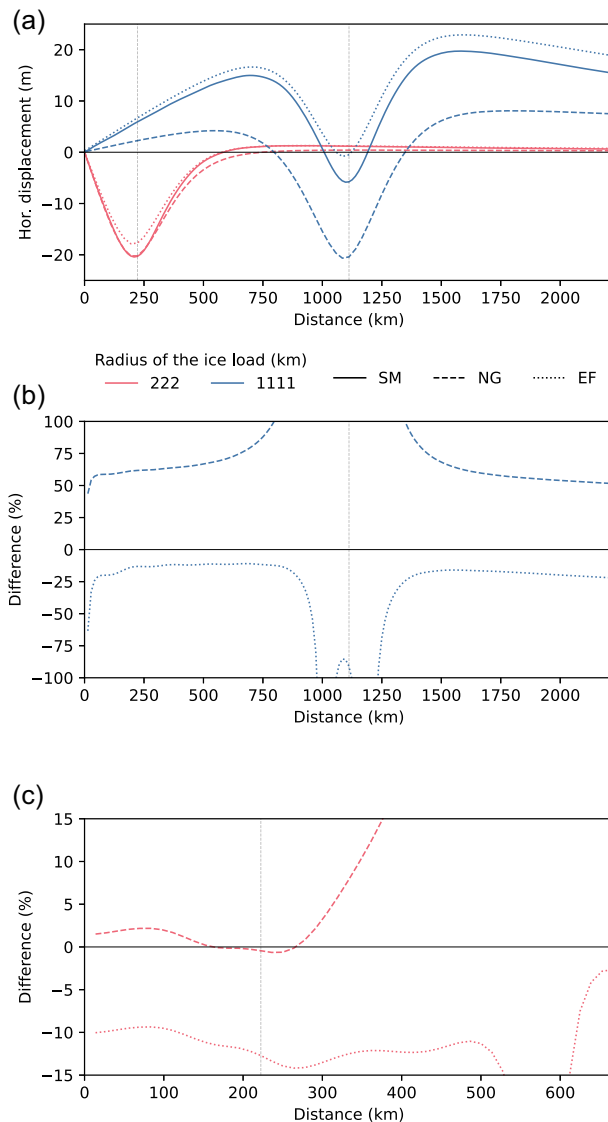 (a)
20
10
0
−10
−20
Hor. displacement (m)
0 250 500 750 1000 1250 1500 1750 2000
Distance (km)
Radius of the ice load (km)
222 1111 SM NG EF
(b)
100
75
50
25
0
−25
−50
−75
−100
Difference (%)
0 250 500 750 1000 1250 1500 1750 2000
Distance (km)
(c)
15
10
5
0
−5
−10
−15
Difference (%)
0 100 200 300 400 500 600
Distance (km)